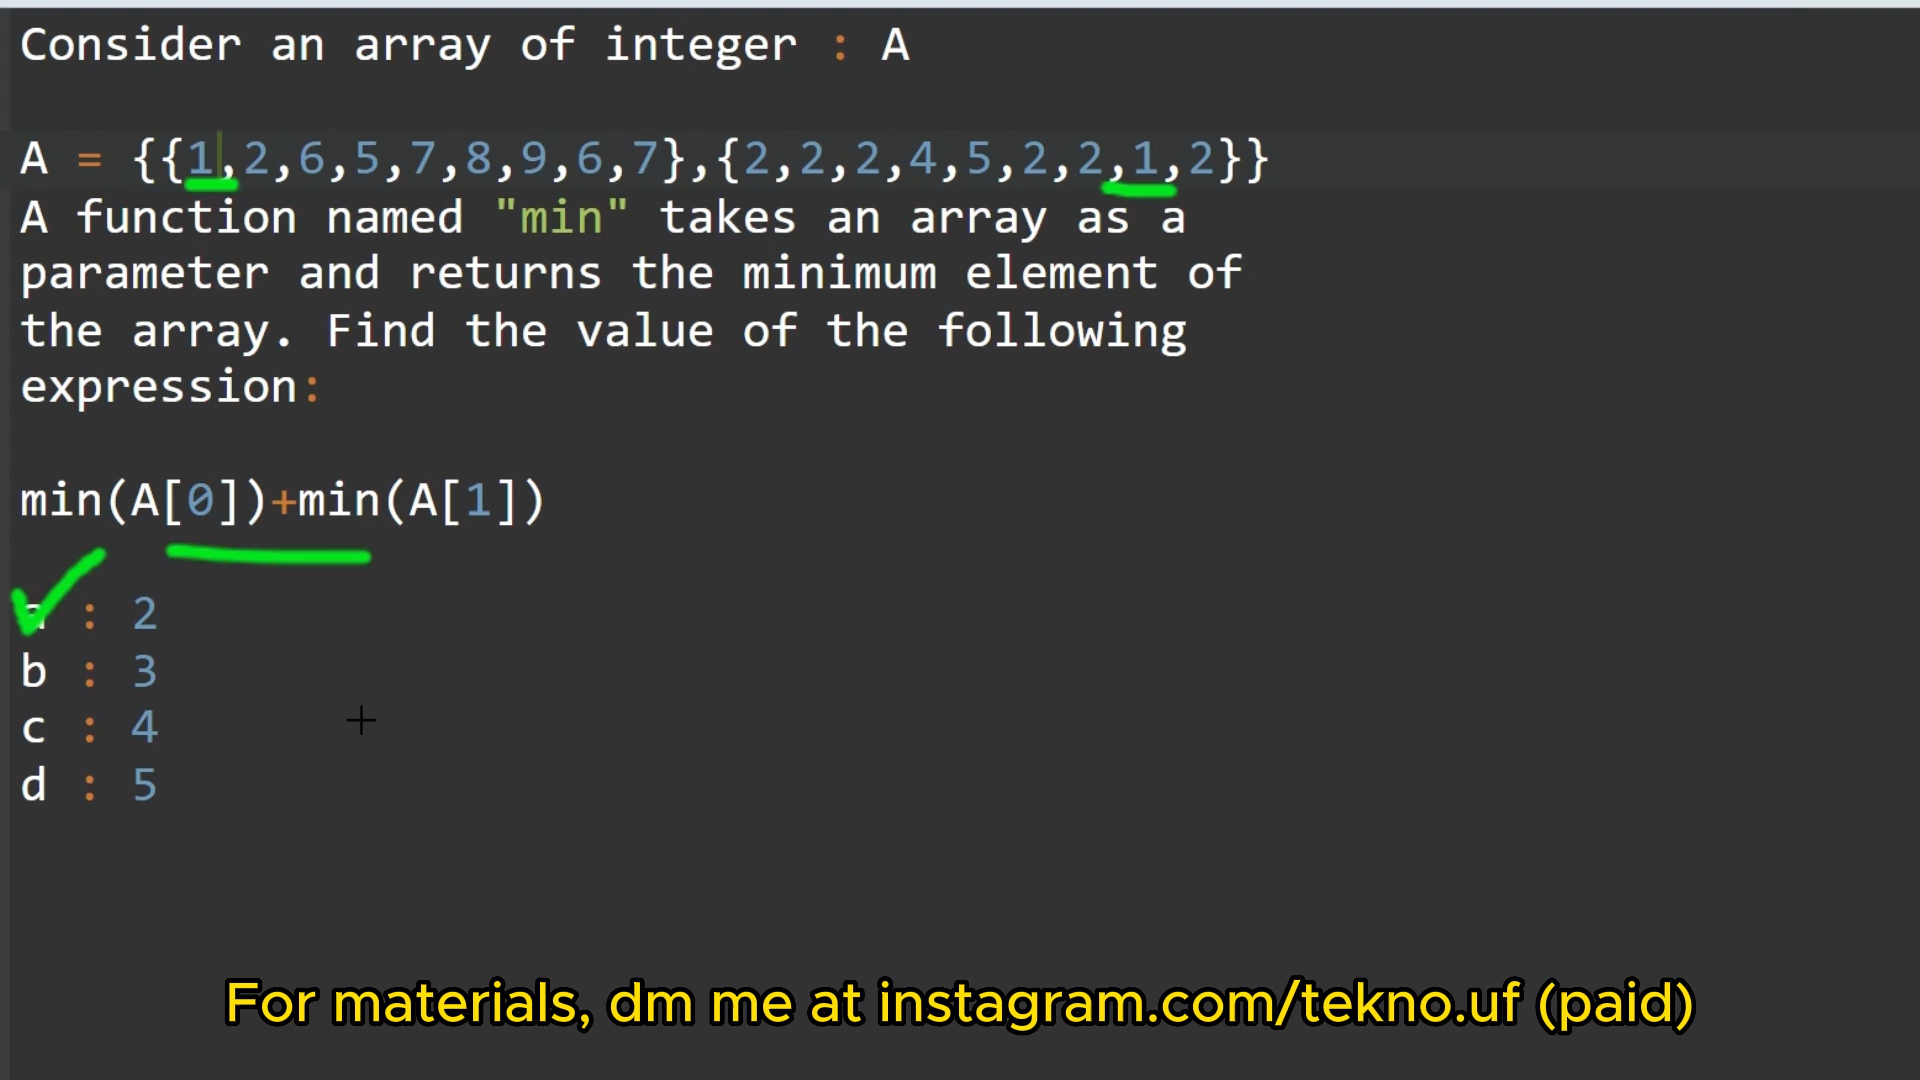 Consider an array of integer : A
A = {{1,2,6,5,7,8,9,6,7},{2,2,2,4,5,2,2,1,2}}
A function named "min" takes an array as a
parameter and returns the minimum element of
the array. Find the value of the following
expression:
min(A[0])+min(A[1])
a : 2
b : 3
c : 4
d : 5
For materials, dm me at instagram.com/tekno.uf (paid)